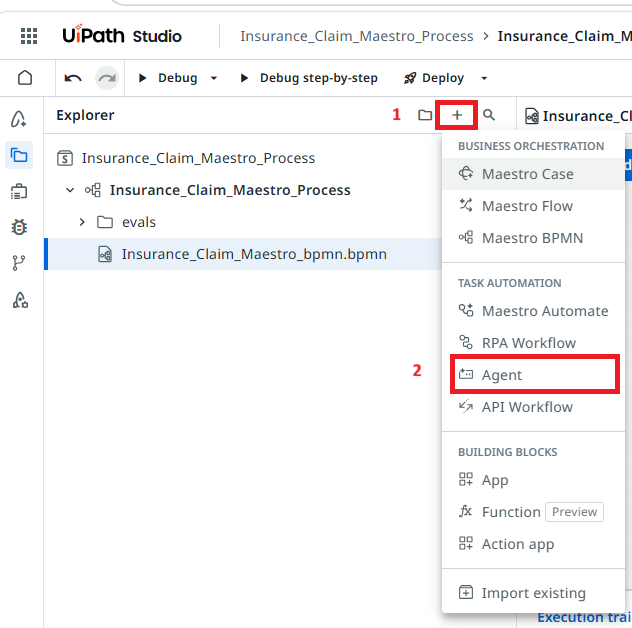 UiPath Studio
Insurance_Claim_Maestro_Process > Insurance_Claim_M
Debug
Debug step-by-step
Deploy
Explorer
1
+
Insurance_Cl
Insurance_Claim_Maestro_Process
Insurance_Claim_Maestro_Process
evals
Insurance_Claim_Maestro_bpmn.bpmn
BUSINESS ORCHESTRATION
Maestro Case
Maestro Flow
Maestro BPMN
TASK AUTOMATION
Maestro Automate
RPA Workflow
2
Agent
API Workflow
BUILDING BLOCKS
App
Function Preview
Action app
Import existing
Execution trai